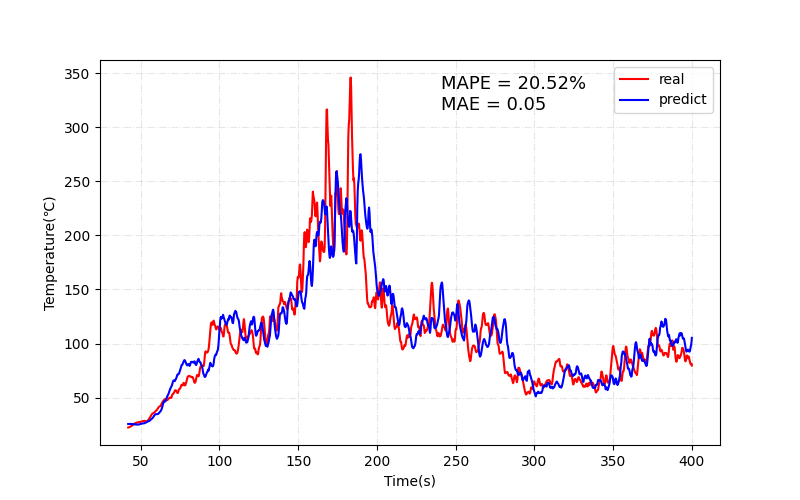 MAPE = 20.52%
MAE = 0.05
real
predict
Temperature(℃)
350
300
250
200
150
100
50
50 100 150 200 250 300 350 400
Time(s)